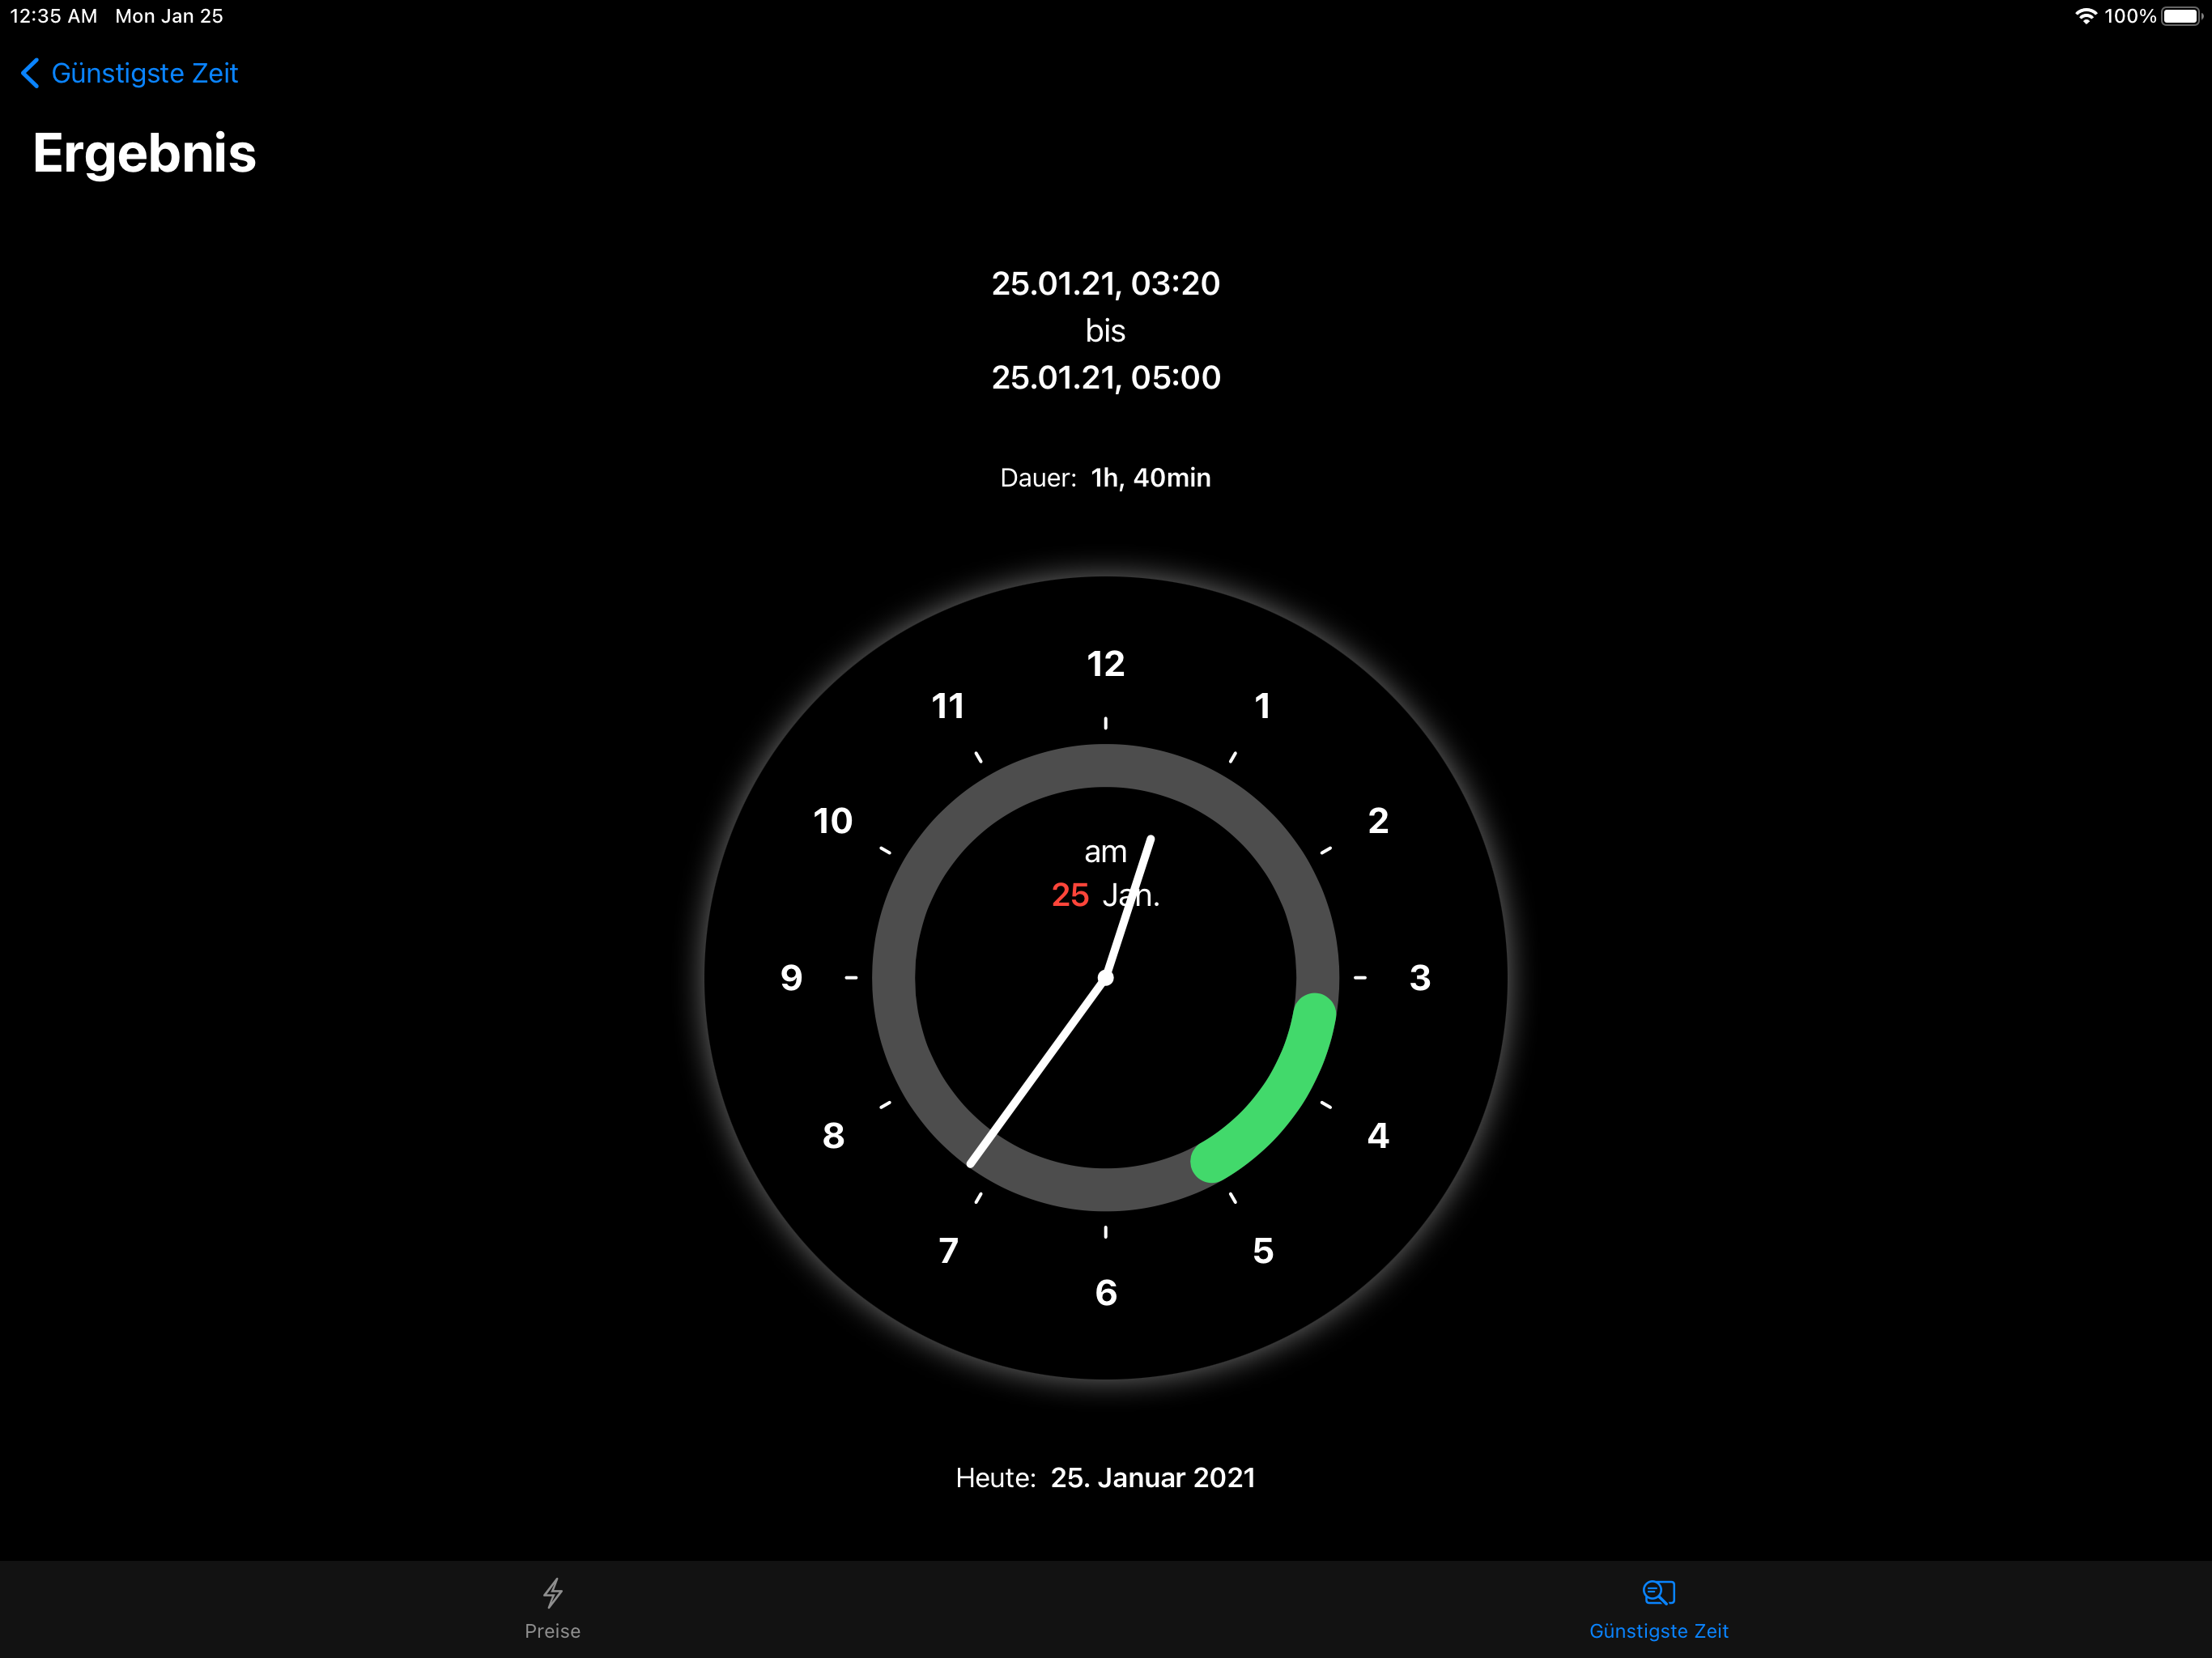 12:35 AM Mon Jan 25 100%
Günstigste Zeit
Ergebnis
25.01.21, 03:20
bis
25.01.21, 05:00
Dauer: 1h, 40min
12
11 1
10 2
am
25 Jan.
9 3
8 4
7 5
6
Heute: 25. Januar 2021
Preise Günstigste Zeit